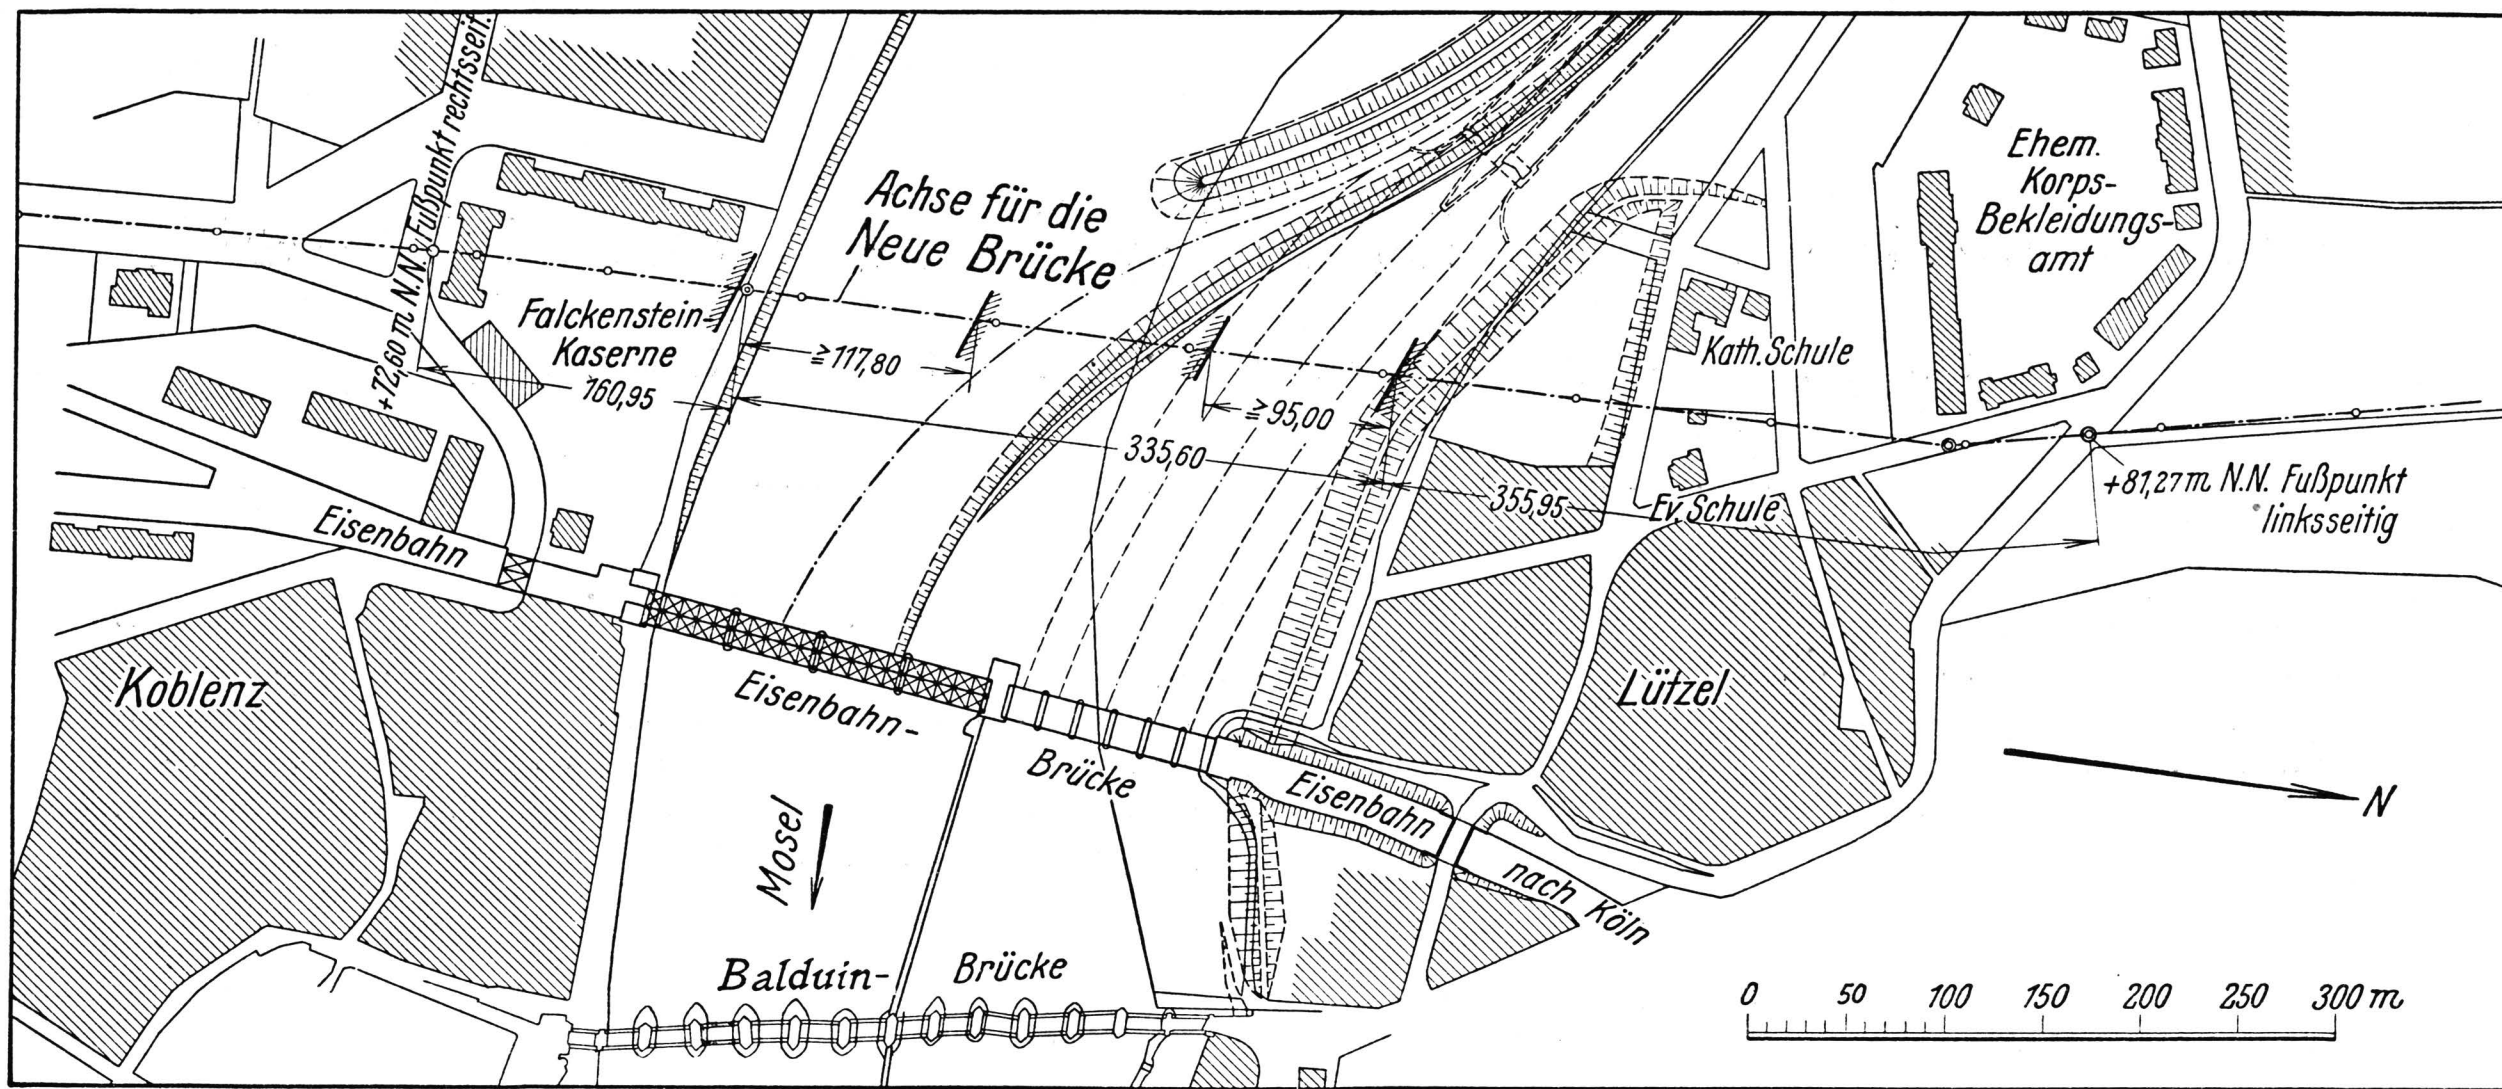 +72,60 m N.N. Fußpunkt rechtsseit.
Achse für die
Neue Brücke
Ehem.
Korps-
Bekleidungs-
amt
Falckenstein-
Kaserne
≧117,80
160,95
Kath. Schule
≧95,00
335,60
355,95
Ev. Schule
+81,27m N.N. Fußpunkt
linksseitig
Eisenbahn
Koblenz
Eisenbahn-
Brücke
Lützel
Eisenbahn
nach Köln
N
Mosel
Balduin-
Brücke
0 50 100 150 200 250 300 m